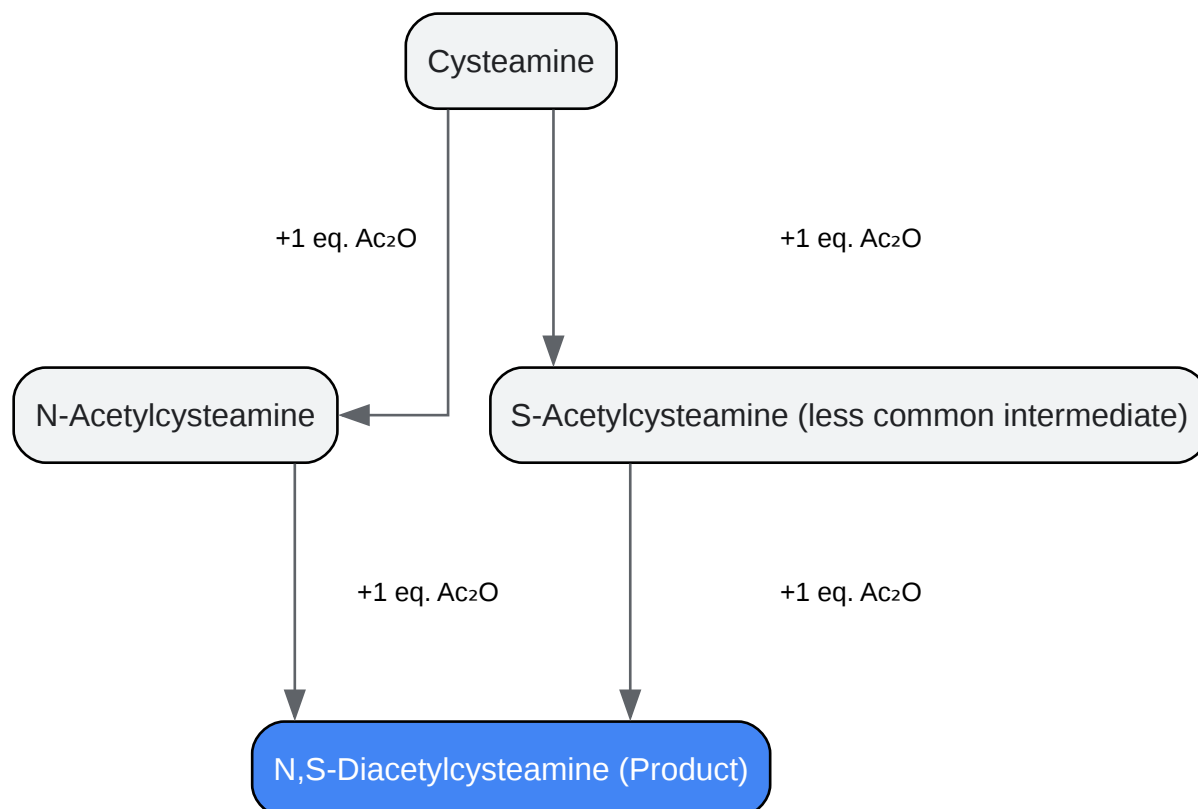 Cysteamine
+1 eq. Ac₂O
+1 eq. Ac₂O
N-Acetylcysteamine
S-Acetylcysteamine (less common intermediate)
+1 eq. Ac₂O
+1 eq. Ac₂O
N,S-Diacetylcysteamine (Product)